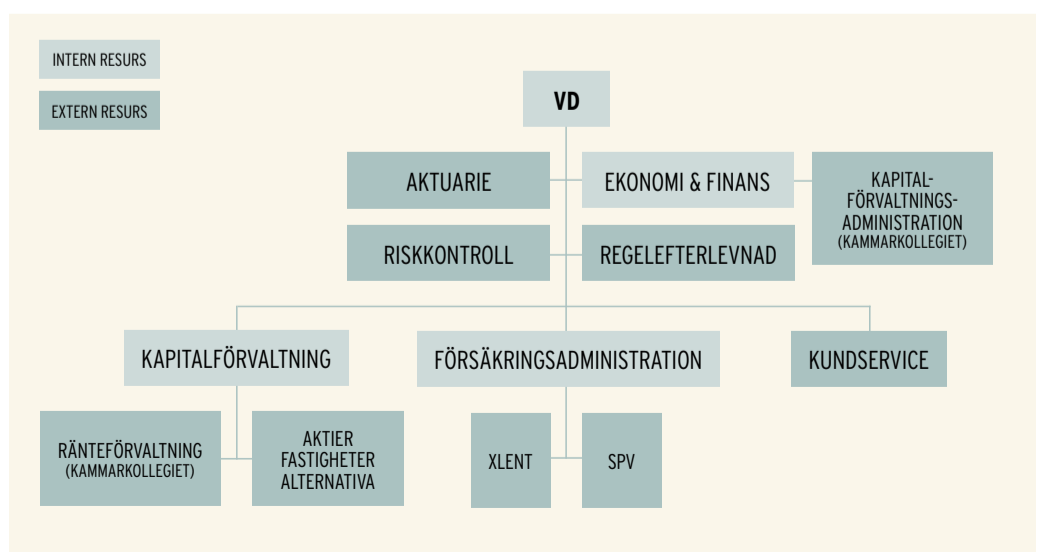 INTERN RESURS
EXTERN RESURS
VD
AKTUARIE
EKONOMI & FINANS
KAPITAL-
FÖRVALTNINGS-
ADMINISTRATION
(KAMMARKOLLEGIET)
RISKKONTROLL
REGELEFTERLEVNAD
KAPITALFÖRVALTNING
FÖRSÄKRINGSADMINISTRATION
KUNDSERVICE
RÄNTEFÖRVALTNING
(KAMMARKOLLEGIET)
AKTIER
FASTIGHETER
ALTERNATIVA
XLENT
SPV